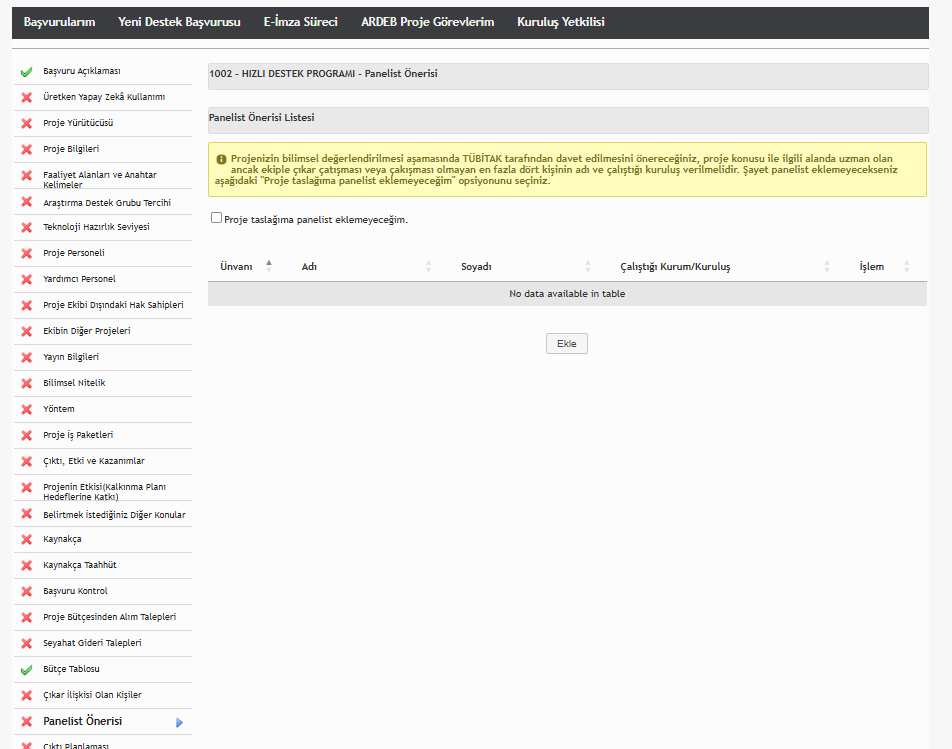 Başvurularım Yeni Destek Başvurusu E-İmza Süreci ARDEB Proje Görevlerim Kuruluş Yetkilisi
Başvuru Açıklaması
Üretken Yapay Zekâ Kullanımı
Proje Yürütücüsü
Proje Bilgileri
Faaliyet Alanları ve Anahtar
Kelimeler
Araştırma Destek Grubu Tercihi
Teknoloji Hazırlık Seviyesi
Proje Personeli
Yardımcı Personel
Proje Ekibi Dışındaki Hak Sahipleri
Ekibin Diğer Projeleri
Yayın Bilgileri
Bilimsel Nitelik
Yöntem
Proje İş Paketleri
Çıktı, Etki ve Kazanımlar
Projenin Etkisi(Kalkınma Planı
Hedeflerine Katkı)
Belirtmek İstediğiniz Diğer Konular
Kaynakça
Kaynakça Taahhüt
Başvuru Kontrol
Proje Bütçesinden Alım Talepleri
Seyahat Gideri Talepleri
Bütçe Tablosu
Çıkar İlişkisi Olan Kişiler
Panelist Önerisi
Çıktı Planlaması
1002 - HIZLI DESTEK PROGRAMI - Panelist Önerisi
Panelist Önerisi Listesi
Projenizin bilimsel değerlendirilmesi aşamasında TÜBİTAK tarafından davet edilmesini önereceğiniz, proje konusu ile ilgili alanda uzman olan
ancak ekiple çıkar çatışması veya çakışması olmayan en fazla dört kişinin adı ve çalıştığı kuruluş verilmelidir. Şayet panelist eklemeyecekseniz
aşağıdaki "Proje taslağıma panelist eklemeyeceğim" opsiyonunu seçiniz.
Proje taslağıma panelist eklemeyeceğim.
Ünvanı Adı Soyadı Çalıştığı Kurum/Kuruluş İşlem
No data available in table
Ekle